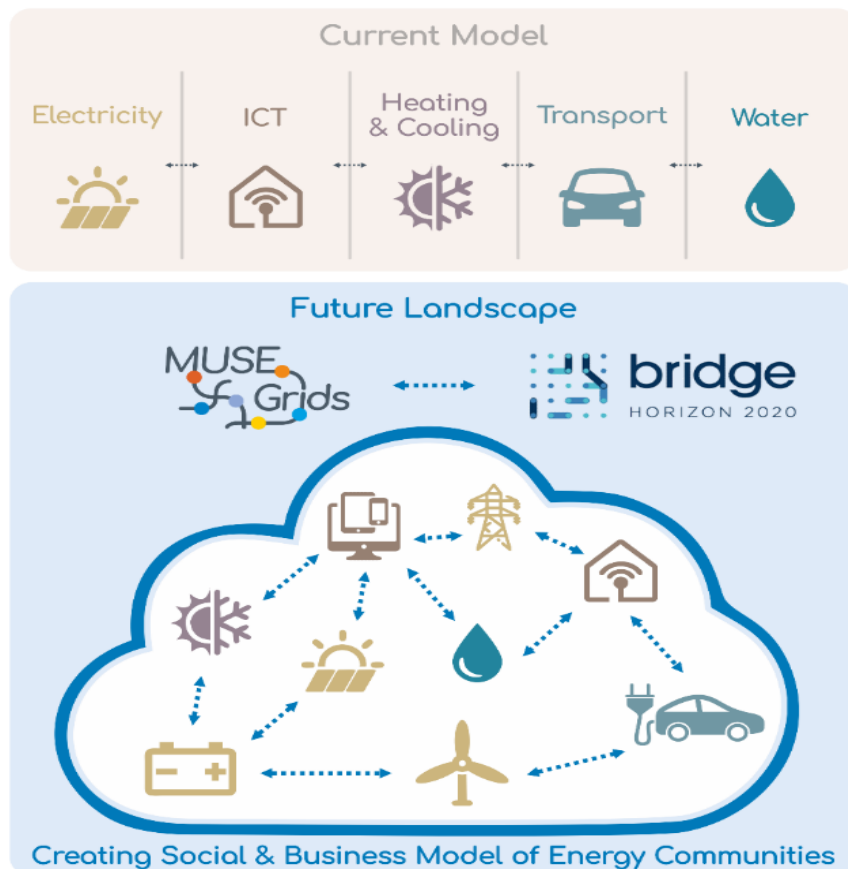 Current Model
Electricity
ICT
Heating
& Cooling
Transport
Water
Future Landscape
MUSE
Grids
bridge
HORIZON 2020
Creating Social & Business Model of Energy Communities